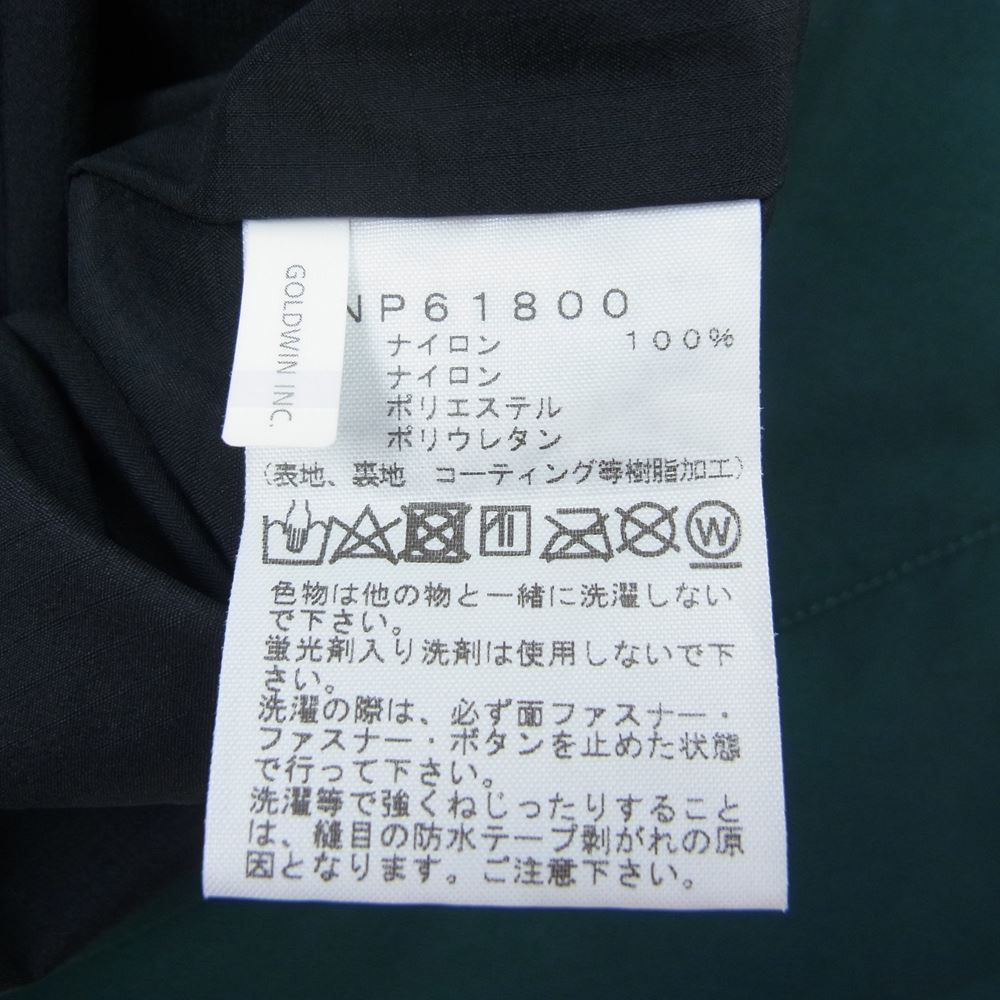 GOLDWIN INC.
NP61800
ナイロン 100%
ナイロン
ポリエステル
ポリウレタン
(表地、裏地 コーティング等樹脂加工)
W
色物は他の物と一緒に洗濯しない
で下さい。
蛍光剤入り洗剤は使用しないで下
さい。
洗濯の際は、必ず面ファスナー・
ファスナー・ボタンを止めた状態
で行って下さい。
洗濯等で強くねじったりすること
は、縫目の防水テープ剥がれの原
因となります。ご注意下さい。